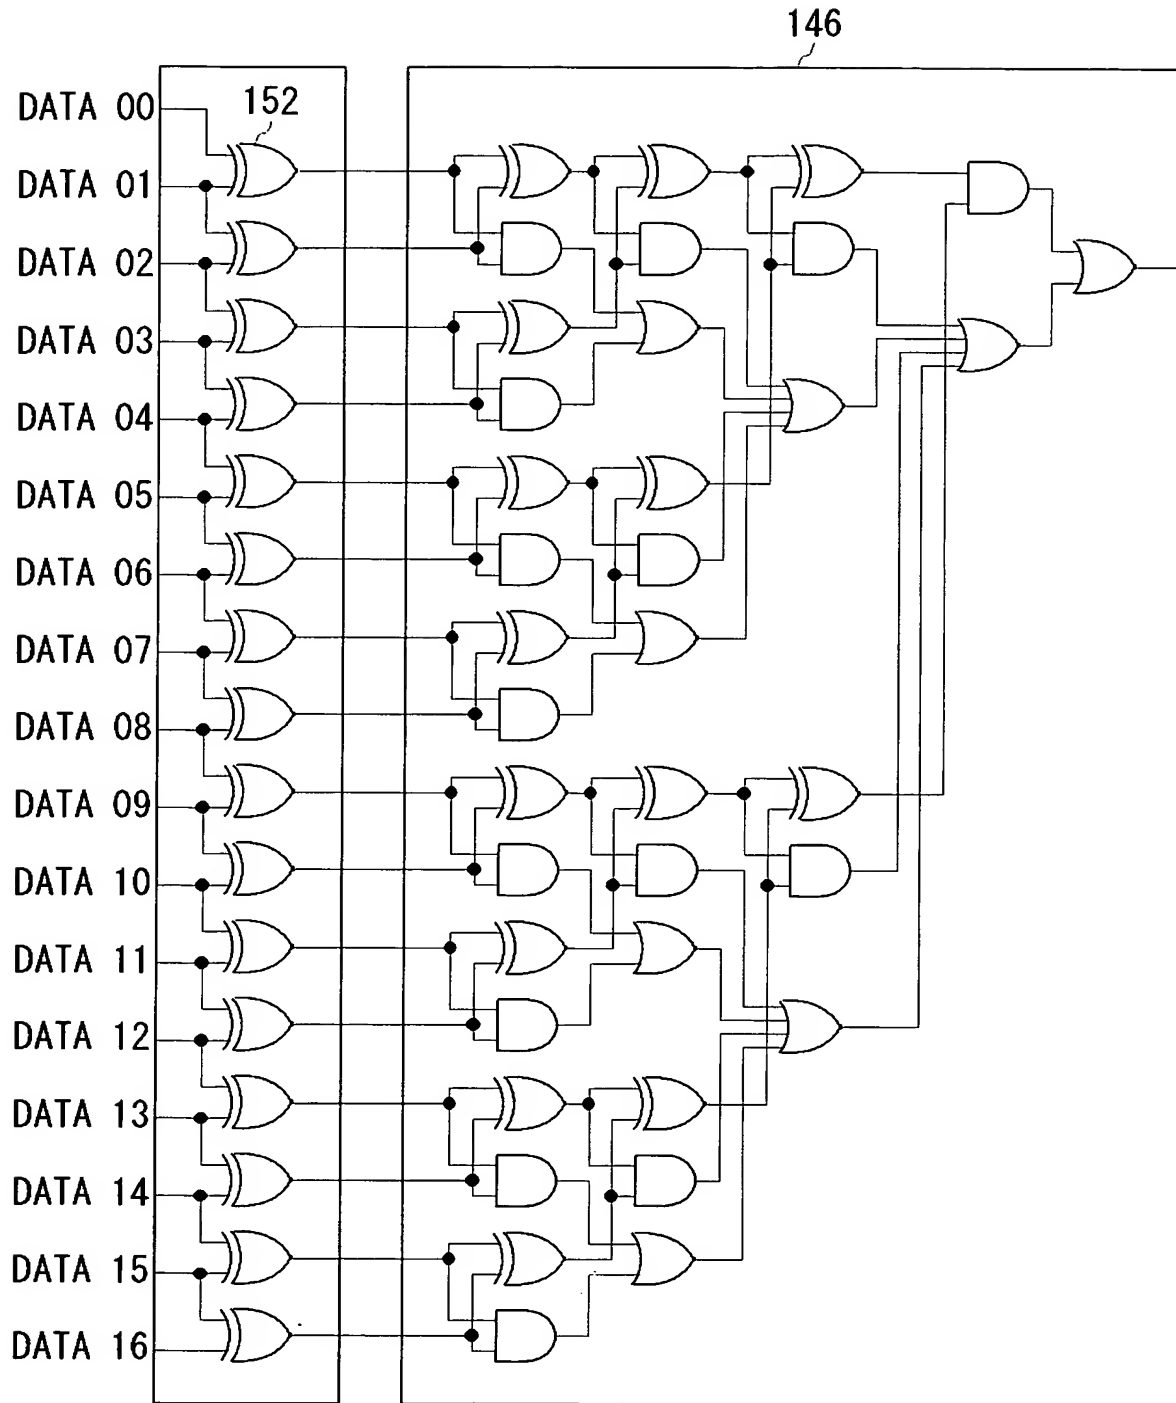 146
DATA 00
152
DATA 01
DATA 02
DATA 03
DATA 04
DATA 05
DATA 06
DATA 07
DATA 08
DATA 09
DATA 10
DATA 11
DATA 12
DATA 13
DATA 14
DATA 15
DATA 16